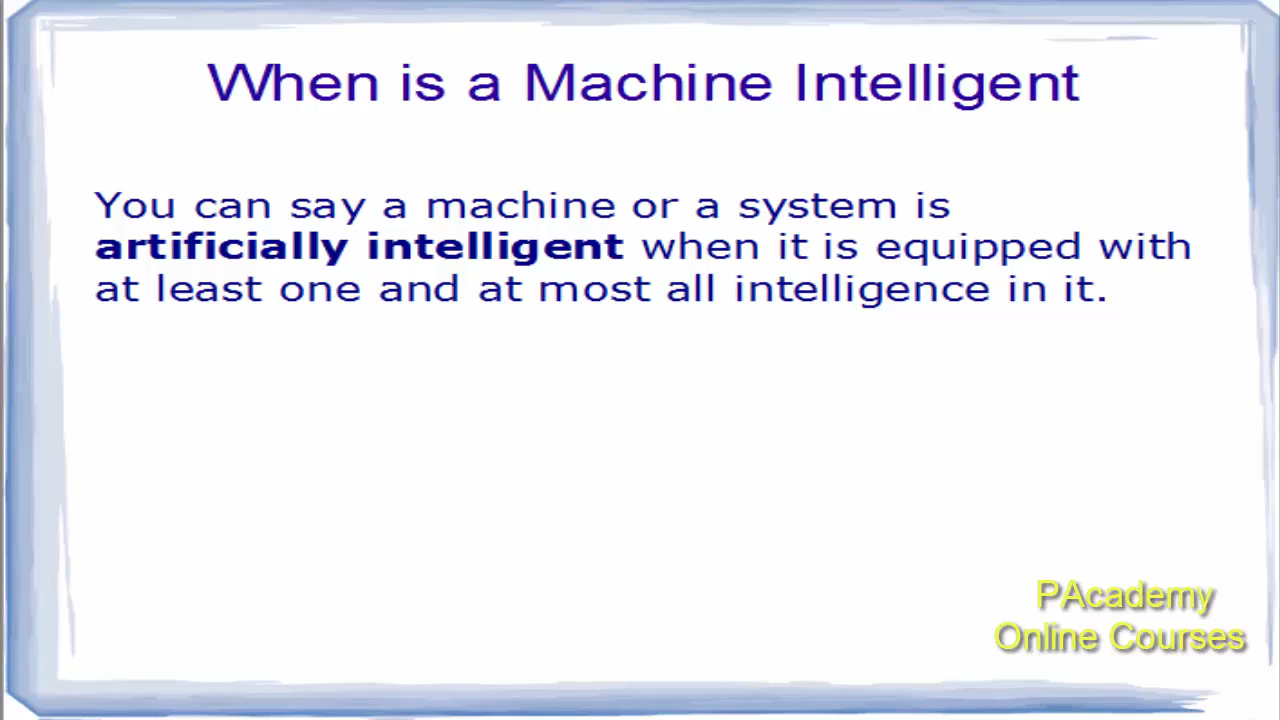 When is a Machine Intelligent
You can say a machine or a system is
artificially intelligent when it is equipped with
at least one and at most all intelligence in it.
PAcademy
Online Courses